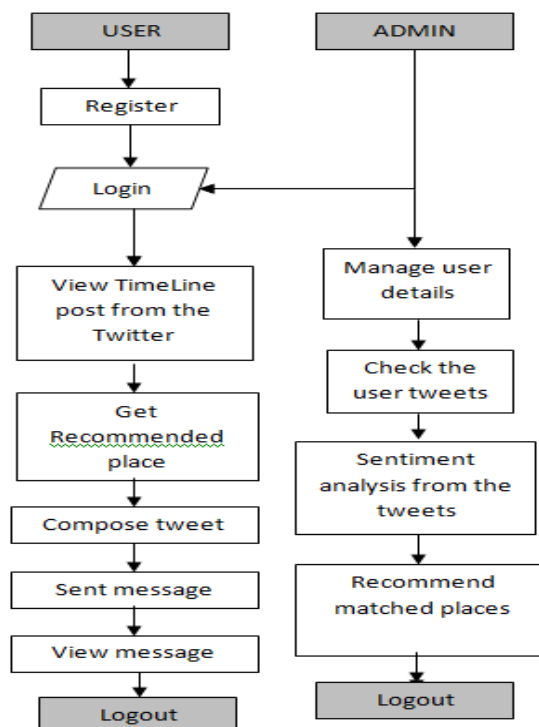 USER
Register
Login
View TimeLine
post from the
Twitter
Get
Recommended
place
Compose tweet
Sent message
View message
Logout
ADMIN
Manage user
details
Check the
user tweets
Sentiment
analysis from the
tweets
Recommend
matched places
Logout